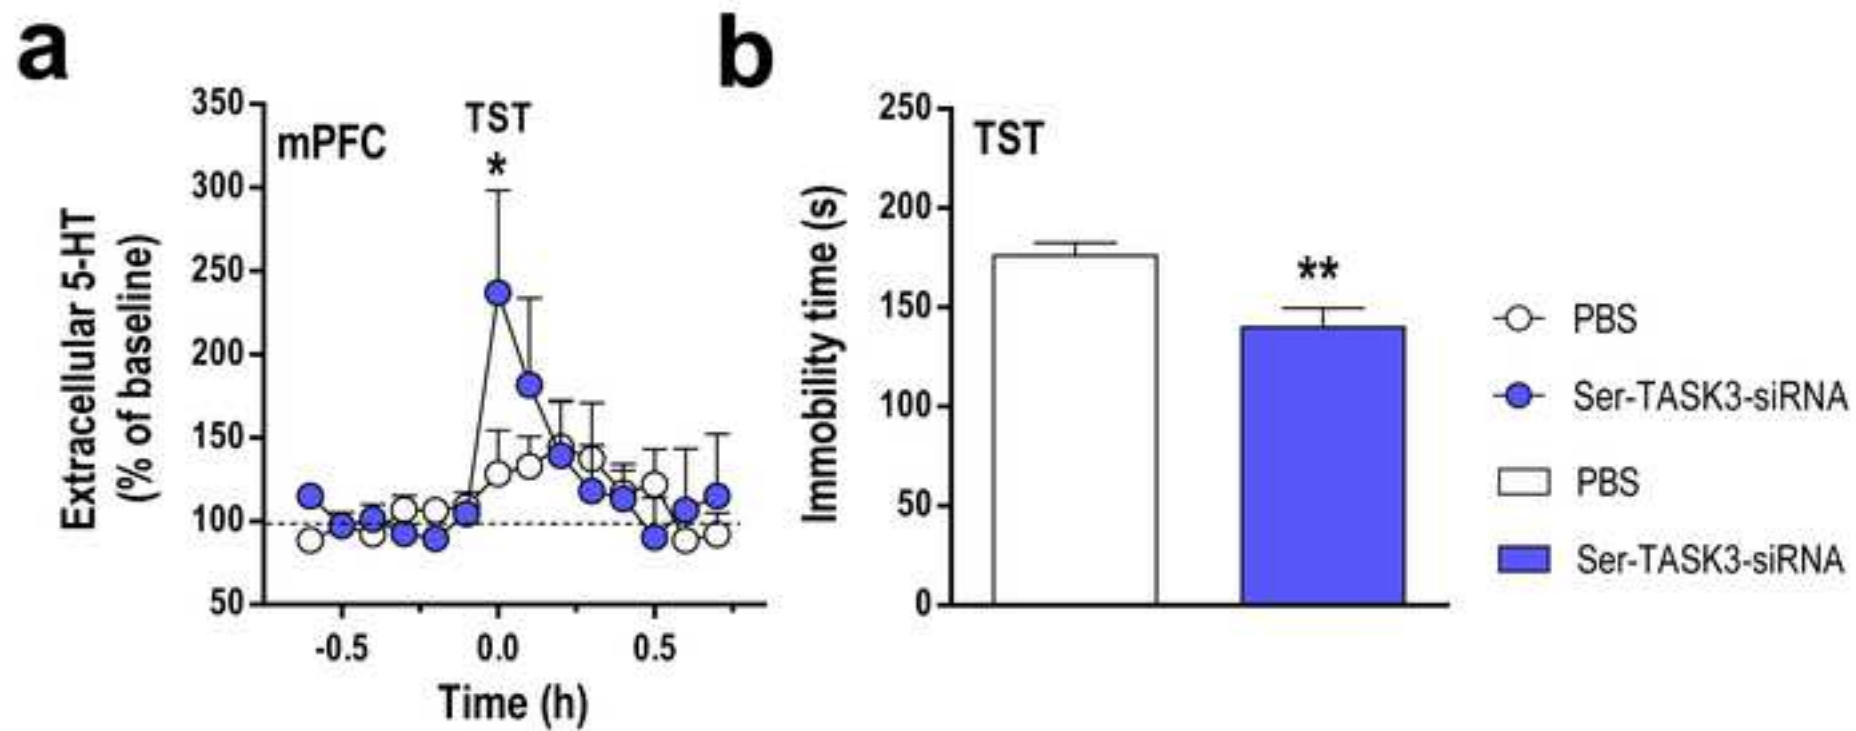 a
350
300
250
200
150
100
50
mPFC
TST
*
Extracellular 5-HT
(% of baseline)
-0.5
0.0
0.5
Time (h)
b
250
200
150
100
50
0
TST
**
Immobility time (s)
PBS
Ser-TASK3-siRNA
PBS
Ser-TASK3-siRNA